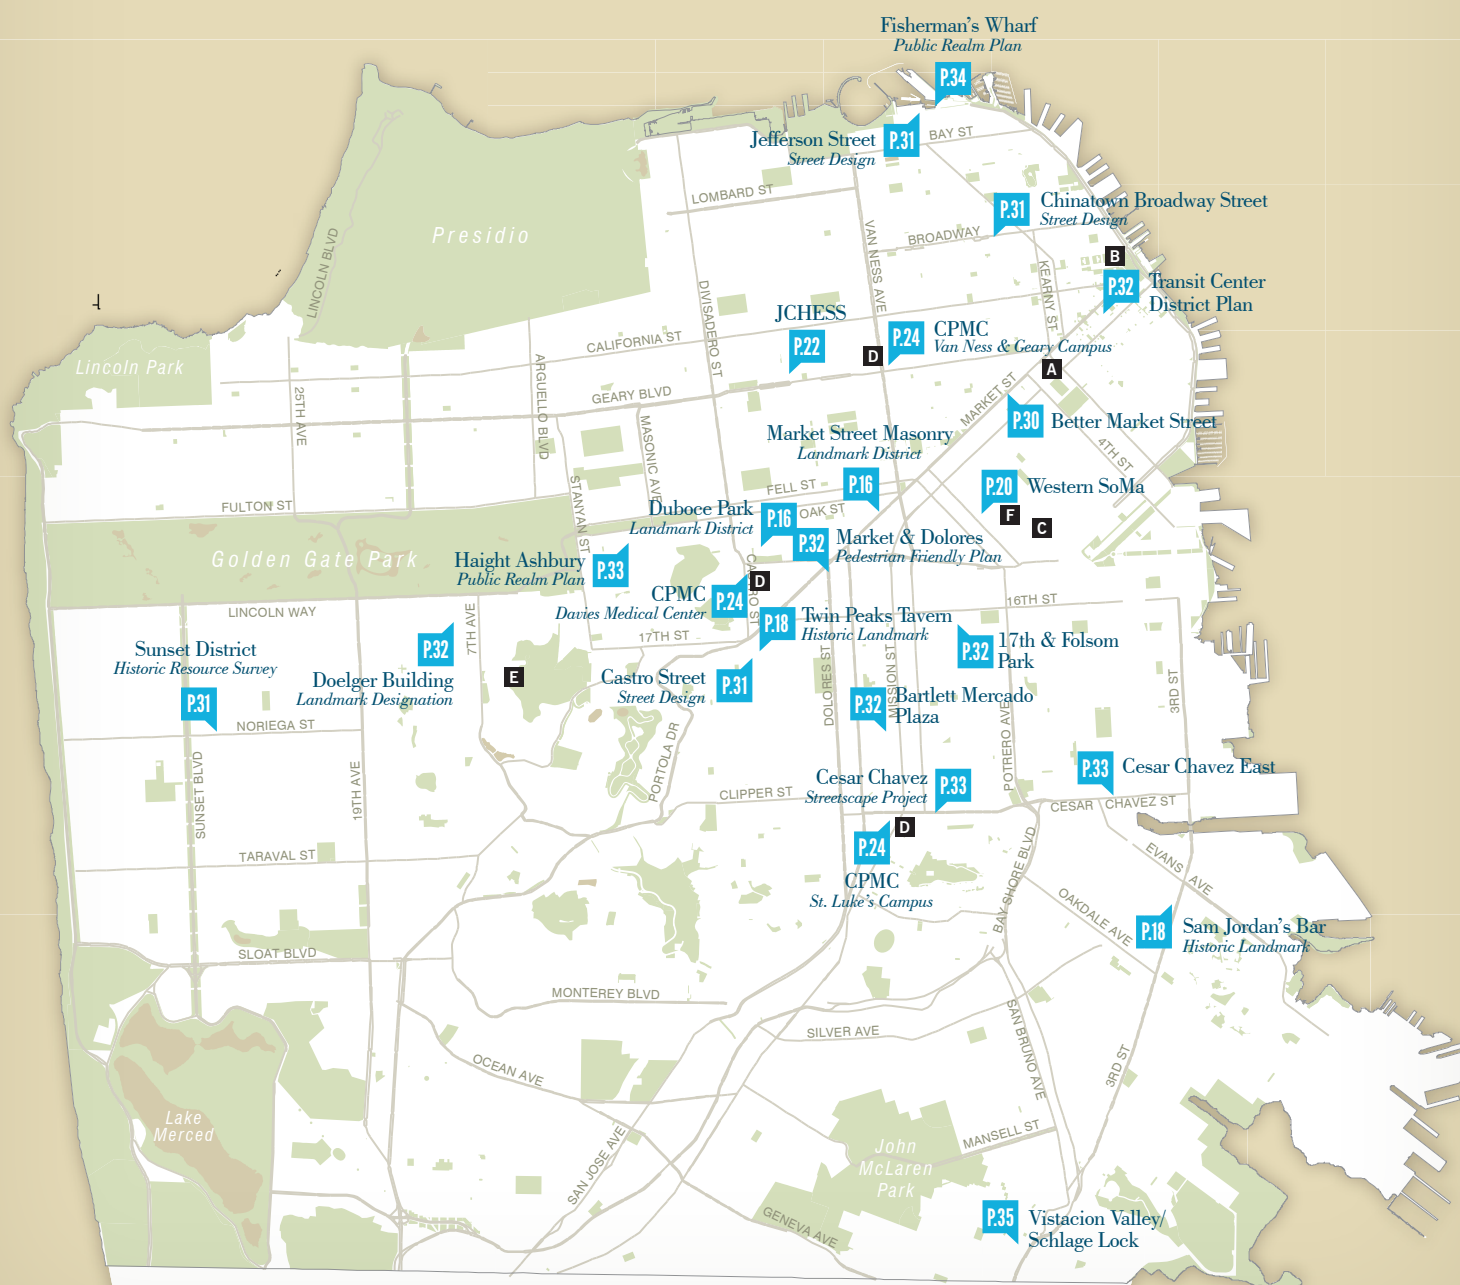 Fisherman's Wharf
Public Realm Plan
P.34
Jefferson Street
Street Design
P.31
BAY ST
LOMBARD ST
Chinatown Broadway Street
Street Design
P.31
Presidio
LINCOLN BLVD
VAN NESS AVE
BROADWAY
KEARNY ST
B
P.32
Transit Center
District Plan
DIVISADERO ST
JCHESS
P.22
D
P.24
CPMC
Van Ness & Geary Campus
CALIFORNIA ST
Lincoln Park
A
25TH AVE
ARGUELLO BLVD
GEARY BLVD
MASONIC AVE
MARKET ST
P.30
Better Market Street
4TH ST
Market Street Masonry
Landmark District
P.16
FELL ST
OAK ST
P.20
Western SoMa
F
C
FULTON ST
STANYAN ST
Duboce Park
Landmark District
P.16
P.32
Market & Dolores
Pedestrian Friendly Plan
Golden Gate Park
Haight Ashbury
Public Realm Plan
P.33
CPMC
Davies Medical Center
P.24
D
CASTRO ST
LINCOLN WAY
7TH AVE
16TH ST
P.18
Twin Peaks Tavern
Historic Landmark
17TH ST
P.32
17th & Folsom
Park
Sunset District
Historic Resource Survey
P.31
P.32
Doelger Building
Landmark Designation
E
Castro Street
Street Design
P.31
DOLORES ST
MISSION ST
P.32
Bartlett Mercado
Plaza
3RD ST
NORIEGA ST
PORTOLA DR
POTRERO AVE
SUNSET BLVD
19TH AVE
CLIPPER ST
Cesar Chavez
Streetscape Project
P.33
P.33
Cesar Chavez East
CESAR CHAVEZ ST
D
P.24
CPMC
St. Luke's Campus
TARAVAL ST
BAY SHORE BLVD
EVANS AVE
OAKDALE AVE
P.18
Sam Jordan's Bar
Historic Landmark
SLOAT BLVD
MONTEREY BLVD
SILVER AVE
SAN BRUNO AVE
3RD ST
OCEAN AVE
Lake
Merced
SAN JOSE AVE
John
McLaren
Park
MANSELL ST
GENEVA AVE
P.35
Vistacion Valley/
Schlage Lock